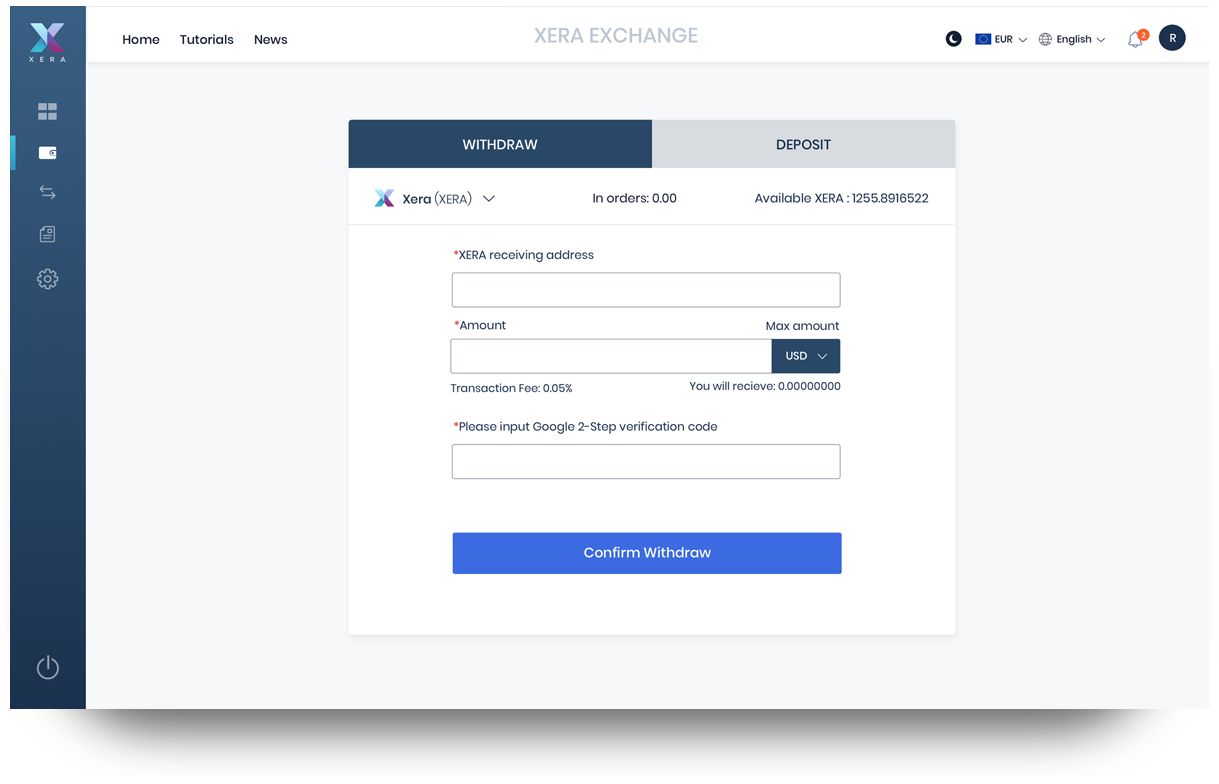 XERA
Home Tutorials News
XERA EXCHANGE
EUR English 2 R
WITHDRAW DEPOSIT
Xera (XERA) In orders: 0.00 Available XERA : 1255.8916522
*XERA receiving address
*Amount Max amount
USD
Transaction Fee: 0.05% You will recieve: 0.00000000
*Please input Google 2-Step verification code
Confirm Withdraw